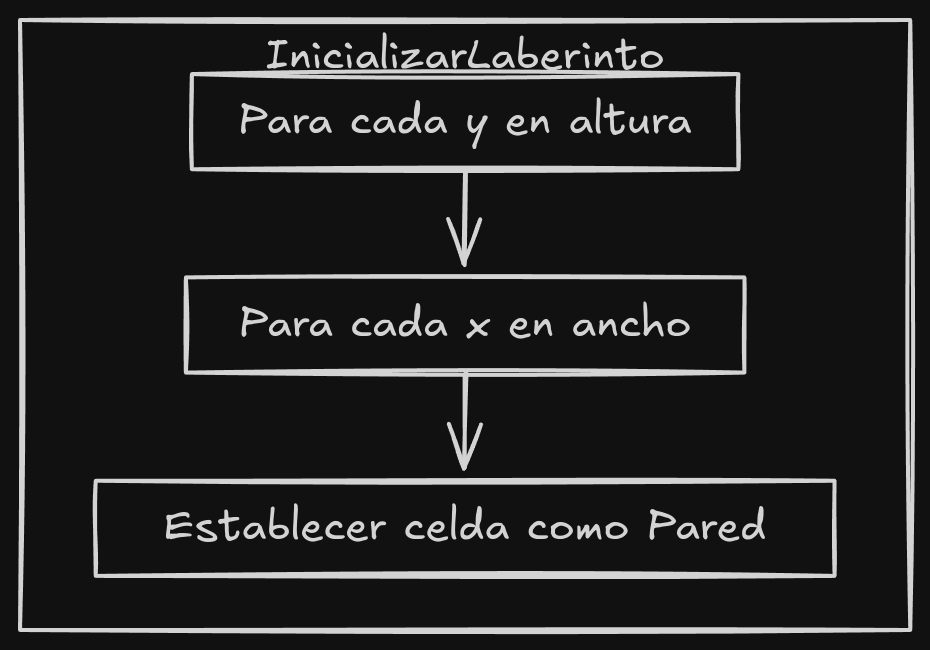 InicializarLaberinto
Para cada y en altura
Para cada x en ancho
Establecer celda como Pared